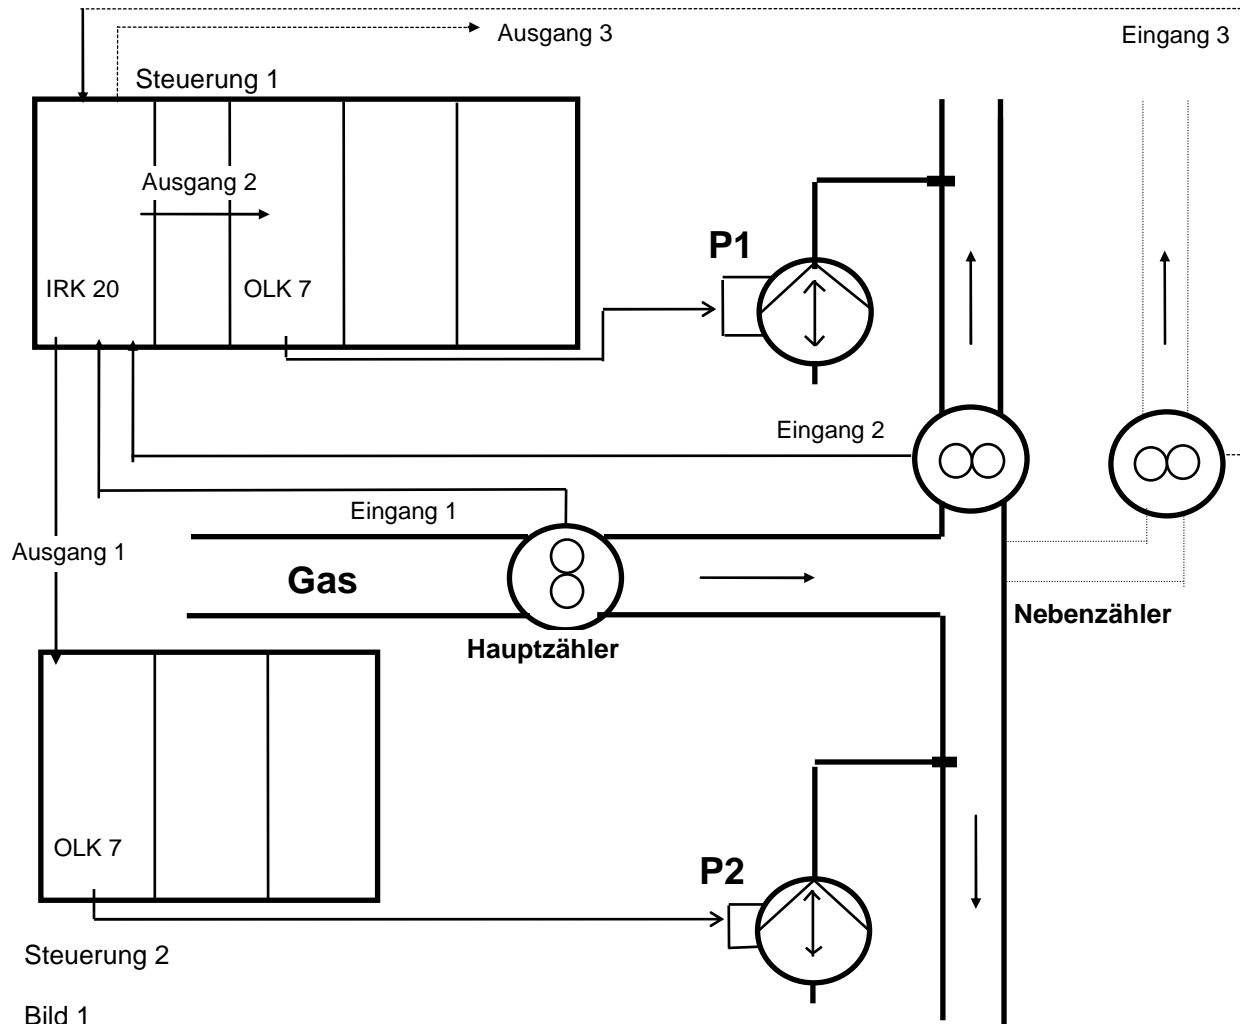 Ausgang 3
Eingang 3
Steuerung 1
Ausgang 2
P1
IRK 20
OLK 7
Eingang 2
Eingang 1
Ausgang 1
Gas
Nebenzähler
Hauptzähler
OLK 7
P2
Steuerung 2
Bild 1